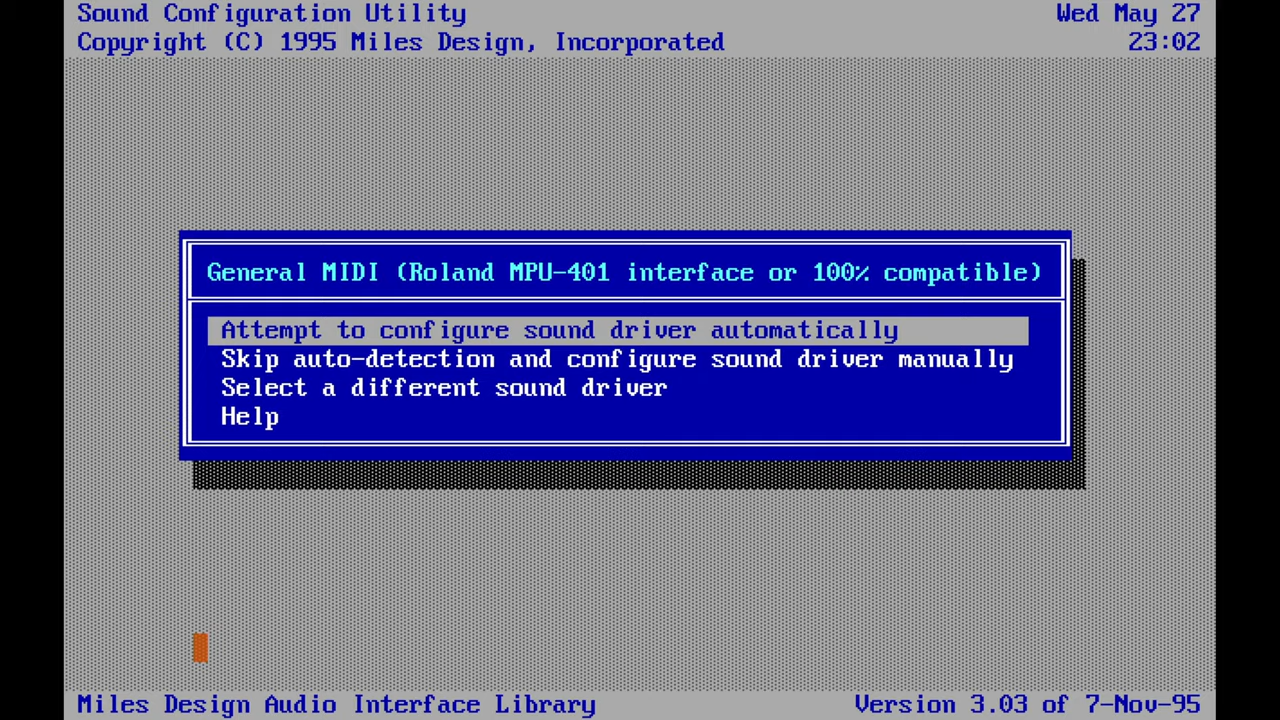 Sound Configuration Utility
Wed May 27
Copyright (C) 1995 Miles Design, Incorporated
23:02
General MIDI (Roland MPU-401 interface or 100% compatible)
Attempt to configure sound driver automatically
Skip auto-detection and configure sound driver manually
Select a different sound driver
Help
Miles Design Audio Interface Library
Version 3.03 of 7-Nov-95